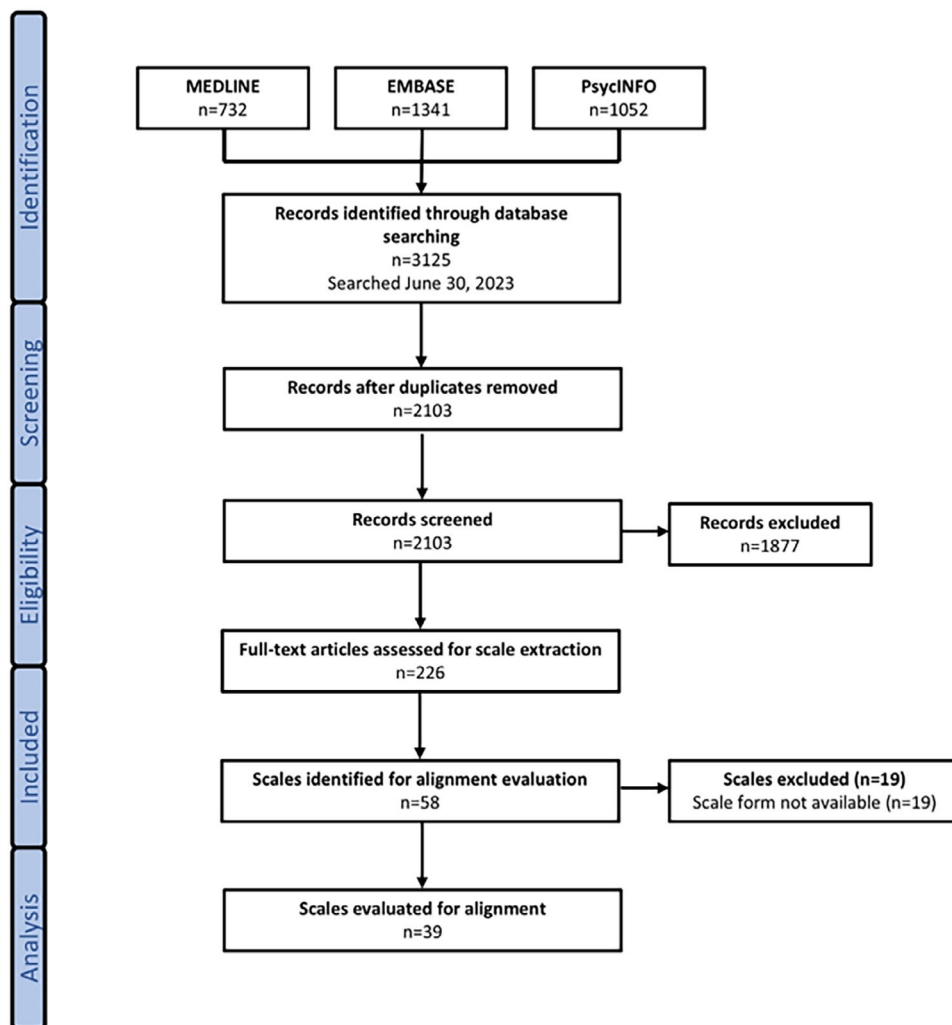 Identification
MEDLINE
n=732
EMBASE
n=1341
PsycINFO
n=1052
Records identified through database
searching
n=3125
Searched June 30, 2023
Screening
Records after duplicates removed
n=2103
Eligibility
Records screened
n=2103
Records excluded
n=1877
Full-text articles assessed for scale extraction
n=226
Included
Scales identified for alignment evaluation
n=58
Scales excluded (n=19)
Scale form not available (n=19)
Analysis
Scales evaluated for alignment
n=39